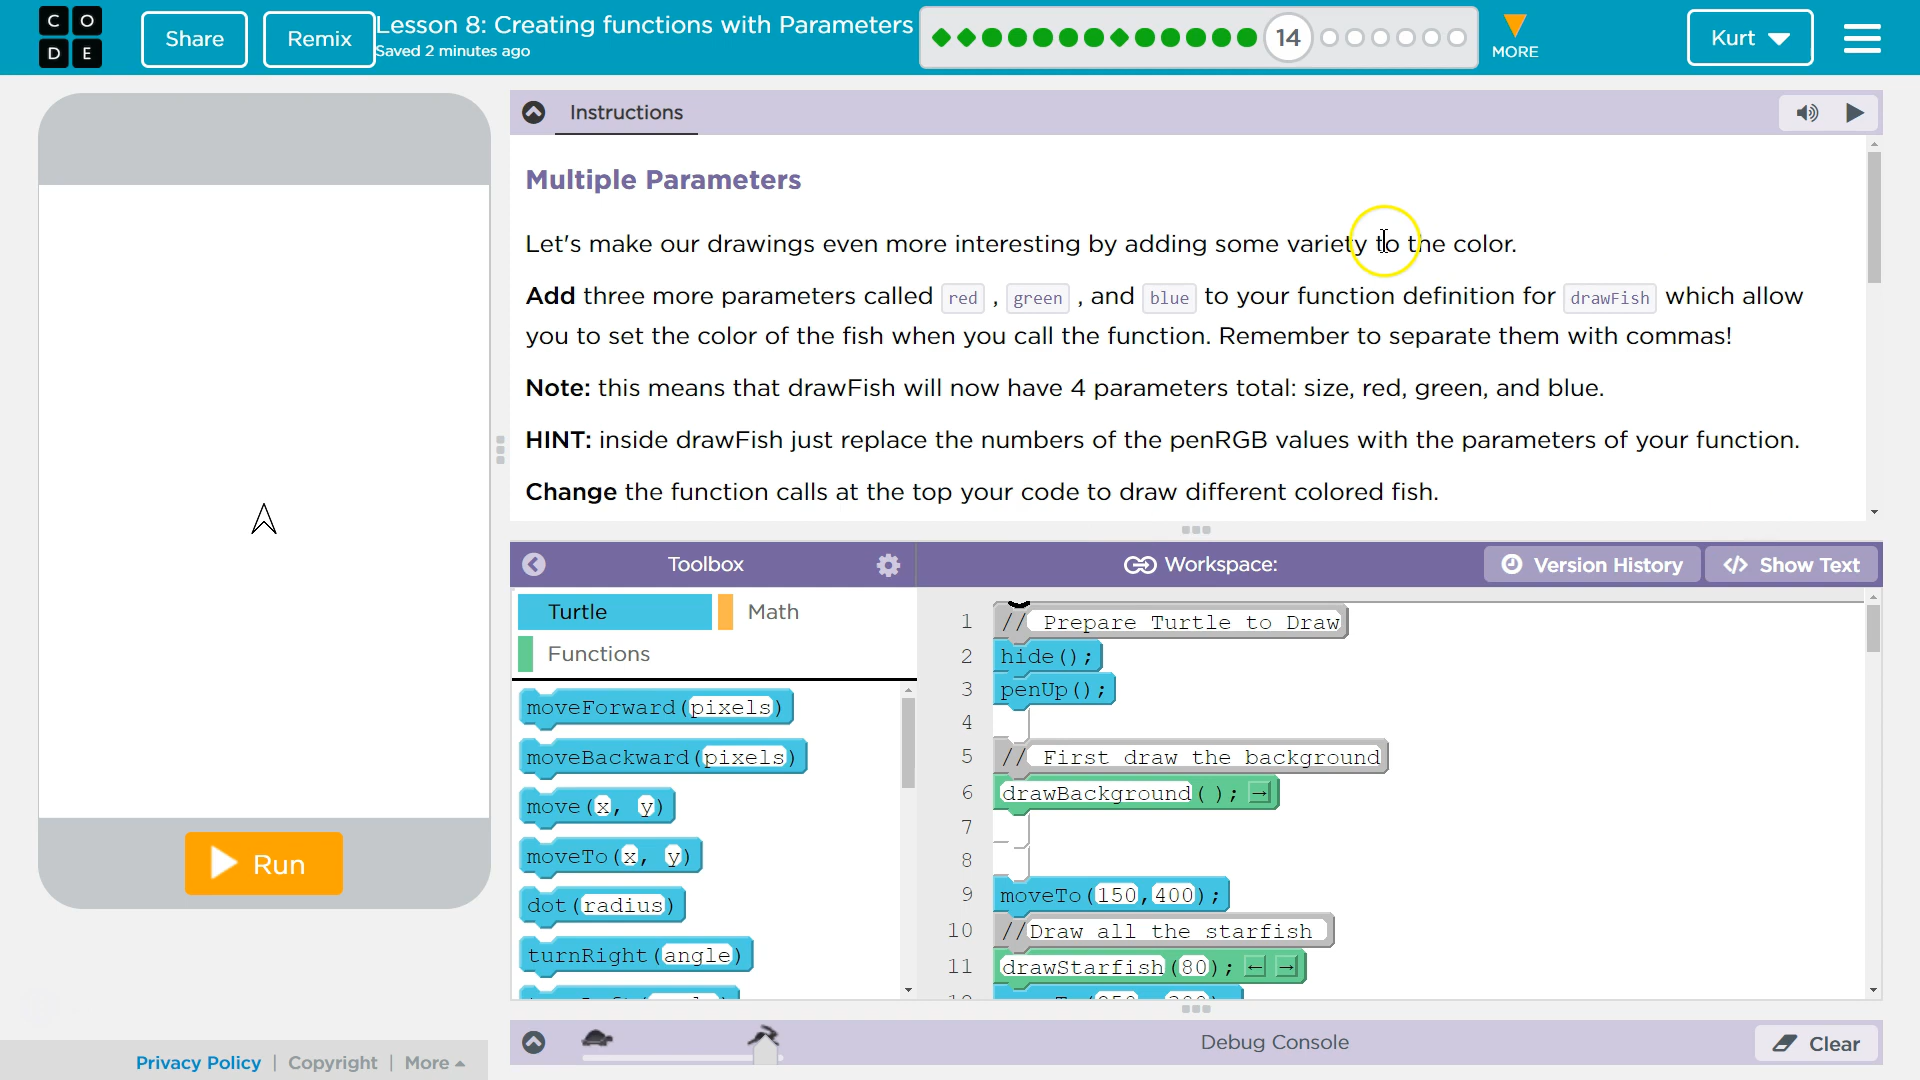 C O
D E
Share
Remix
Lesson 8: Creating functions with Parameters
Saved 2 minutes ago
14
MORE
Kurt
Instructions
Multiple Parameters
Let's make our drawings even more interesting by adding some variety to the color.
Add three more parameters called red , green , and blue to your function definition for drawFish which allow
you to set the color of the fish when you call the function. Remember to separate them with commas!
Note: this means that drawFish will now have 4 parameters total: size, red, green, and blue.
HINT: inside drawFish just replace the numbers of the penRGB values with the parameters of your function.
Change the function calls at the top your code to draw different colored fish.
Toolbox
Workspace:
Version History
</> Show Text
Turtle
Math
Functions
moveForward(pixels)
moveBackward(pixels)
move(x, y)
moveTo(x, y)
dot(radius)
turnRight(angle)
1 // Prepare Turtle to Draw
2 hide();
3 penUp();
4
5 // First draw the background
6 drawBackground( ); →
7
8
9 moveTo(150,400);
10 //Draw all the starfish
11 drawStarfish(80); ← →
Run
Debug Console
Clear
Privacy Policy | Copyright | More